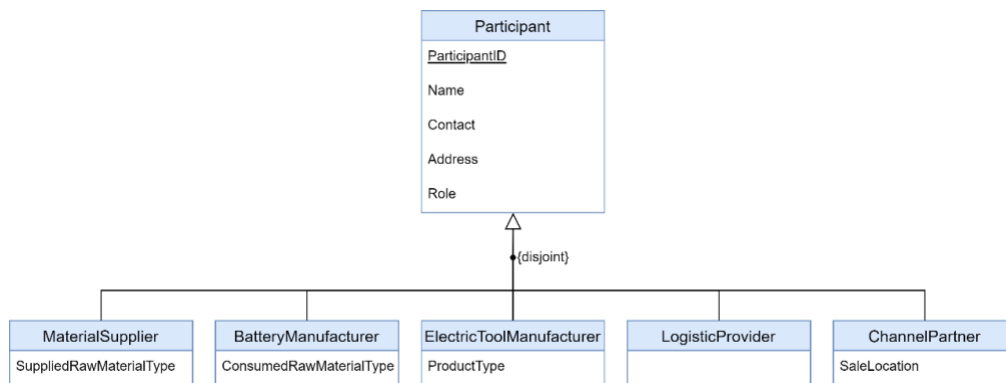 Participant
ParticipantID
Name
Contact
Address
Role
{disjoint}
MaterialSupplier
SuppliedRawMaterialType
BatteryManufacturer
ConsumedRawMaterialType
ElectricToolManufacturer
ProductType
LogisticProvider
ChannelPartner
SaleLocation